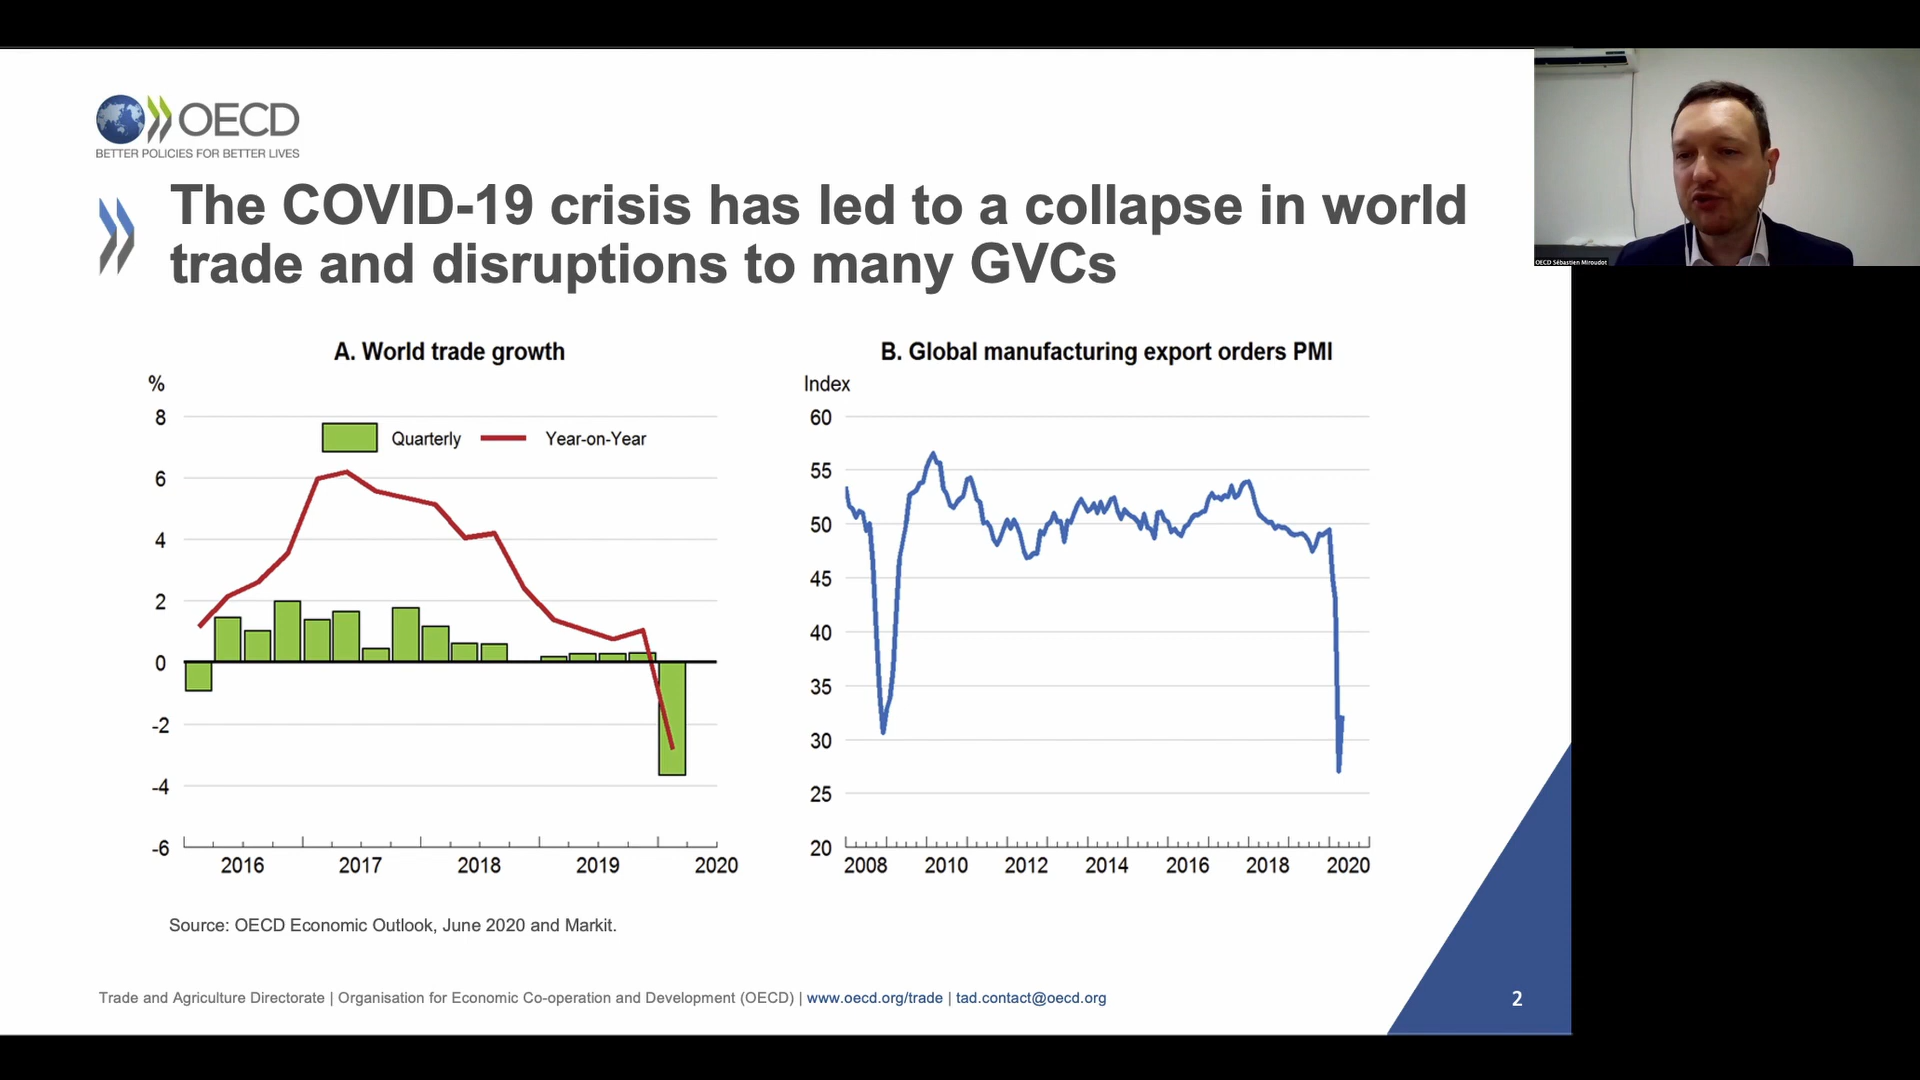 OECD
BETTER POLICIES FOR BETTER LIVES
The COVID-19 crisis has led to a collapse in world
trade and disruptions to many GVCs
A. World trade growth
%
8
6
4
2
0
-2
-4
-6
Quarterly
Year-on-Year
2016
2017
2018
2019
2020
B. Global manufacturing export orders PMI
Index
60
55
50
45
40
35
30
25
20
2008
2010
2012
2014
2016
2018
2020
Source: OECD Economic Outlook, June 2020 and Markit.
Trade and Agriculture Directorate | Organisation for Economic Co-operation and Development (OECD) | www.oecd.org/trade | tad.contact@oecd.org
2
OECD Sébastien Miroudot